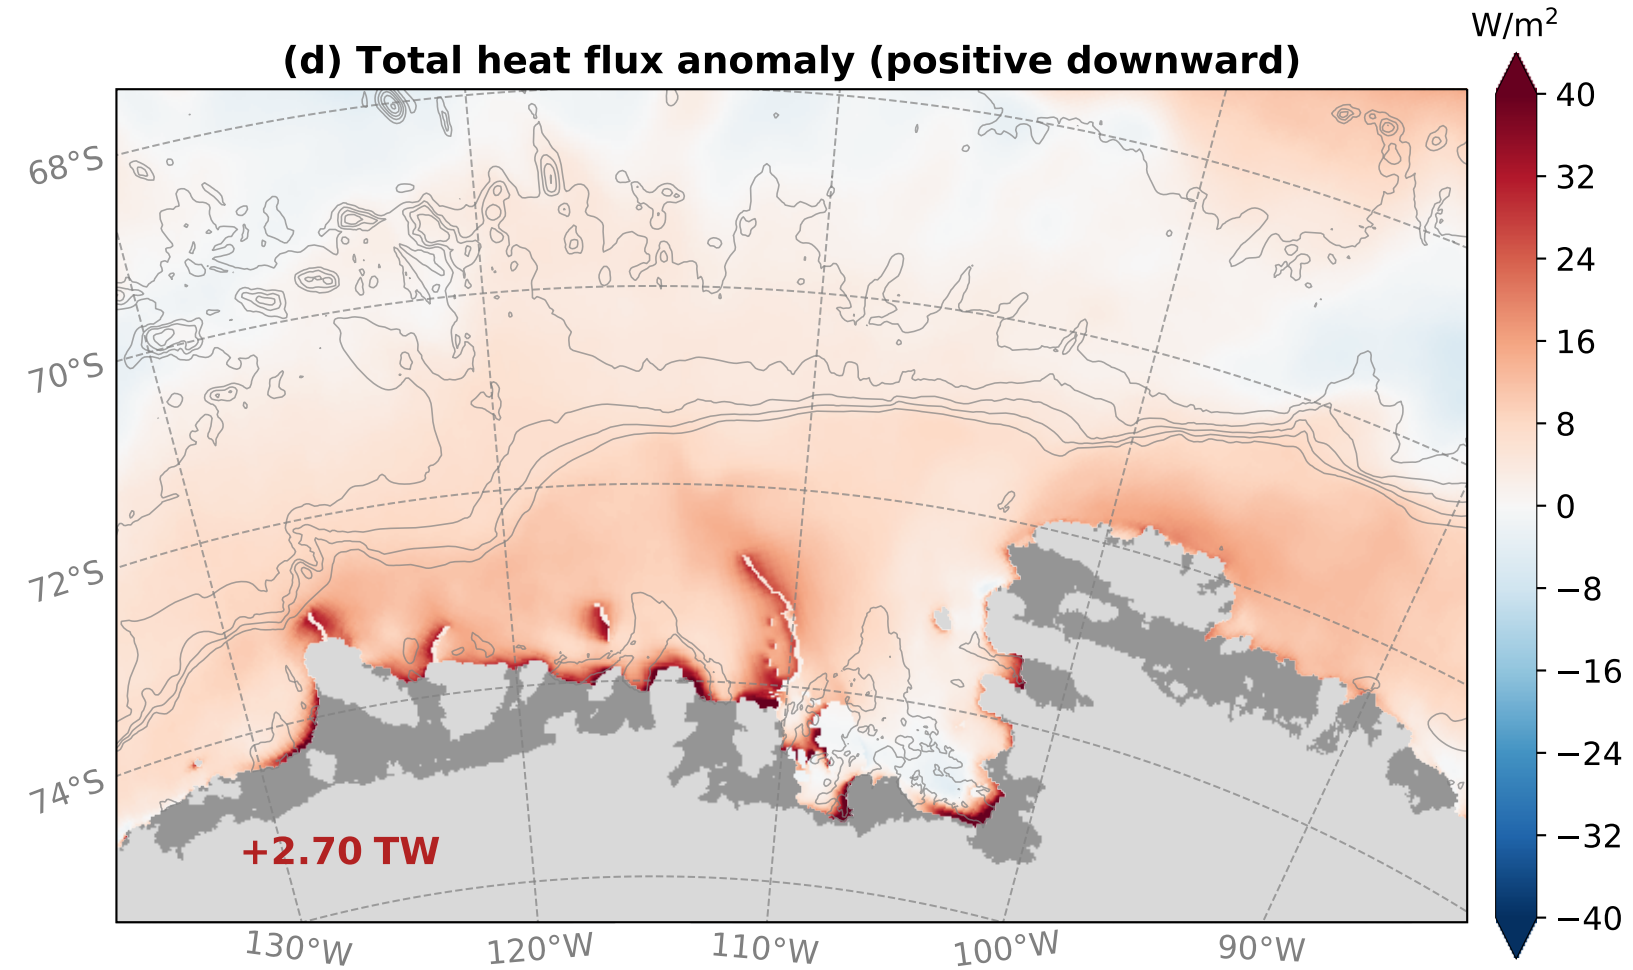 W/m²
(d) Total heat flux anomaly (positive downward)
68°S
70°S
72°S
74°S
+2.70 TW
130°W
120°W
110°W
100°W
90°W
40
32
24
16
8
0
−8
−16
−24
−32
−40